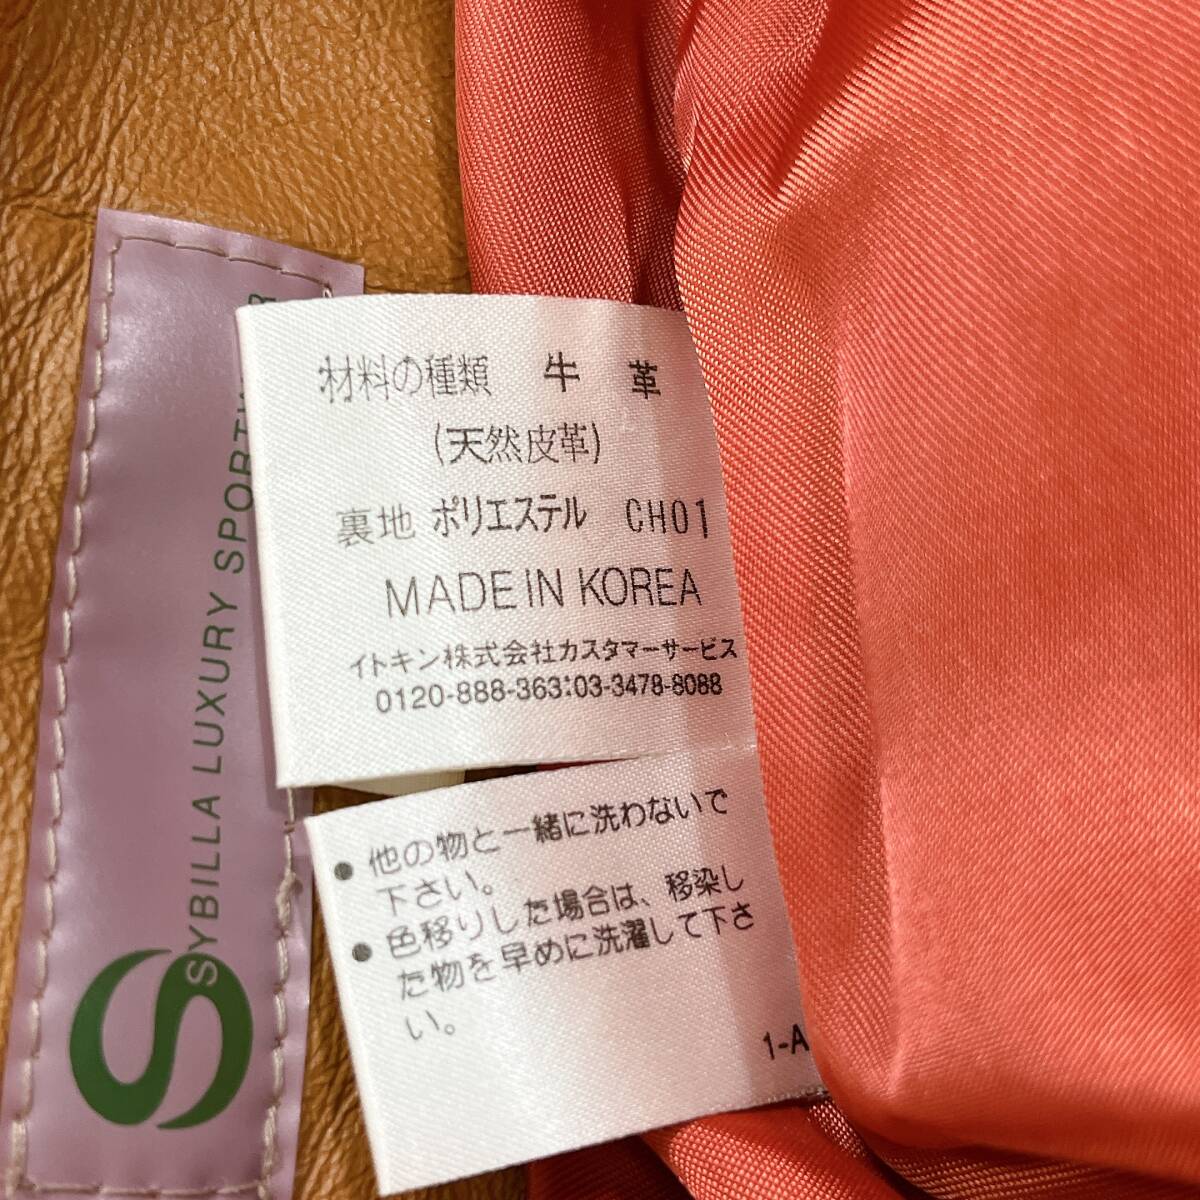 材料の種類 牛 革
(天然皮革)
裏地 ポリエステル CH01
MADE IN KOREA
イトキン株式会社カスタマーサービス
0120-888-363:03-3478-8088
● 他の物と一緒に洗わないで
下さい。
● 色移りした場合は、移染し
た物を早めに洗濯して下さ
い。
1-A
SYBILLA LUXURY SPORT
S